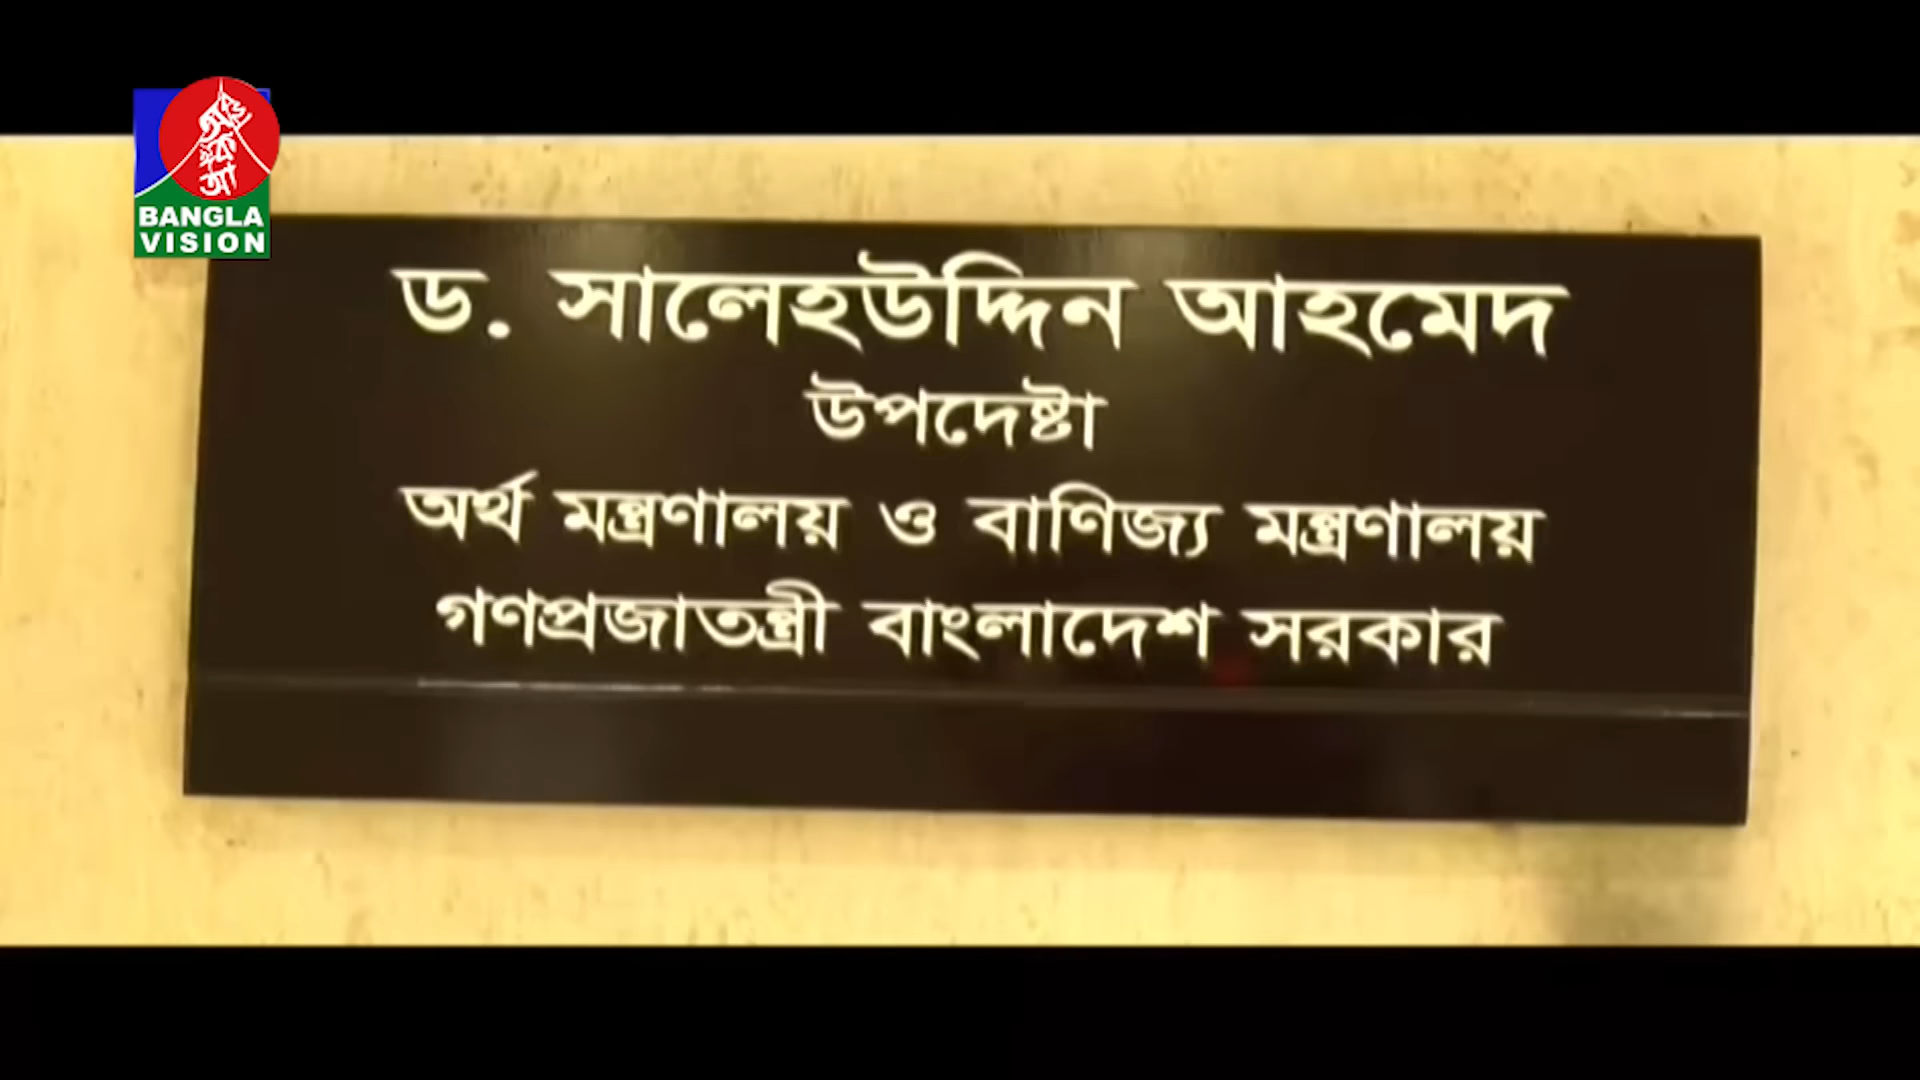 BANGLA
VISION
ড. সালেহউদ্দিন আহমেদ
উপদেষ্টা
অর্থ মন্ত্রণালয় ও বাণিজ্য মন্ত্রণালয়
গণপ্রজাতন্ত্রী বাংলাদেশ সরকার